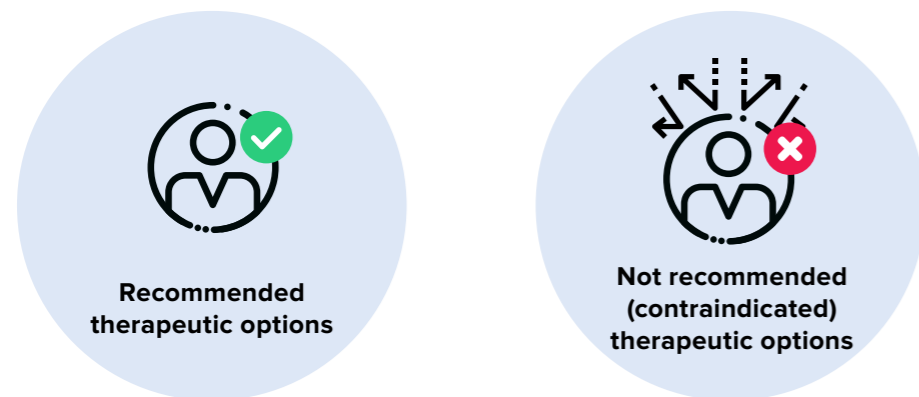 Recommended
therapeutic options
Not recommended
(contraindicated)
therapeutic options